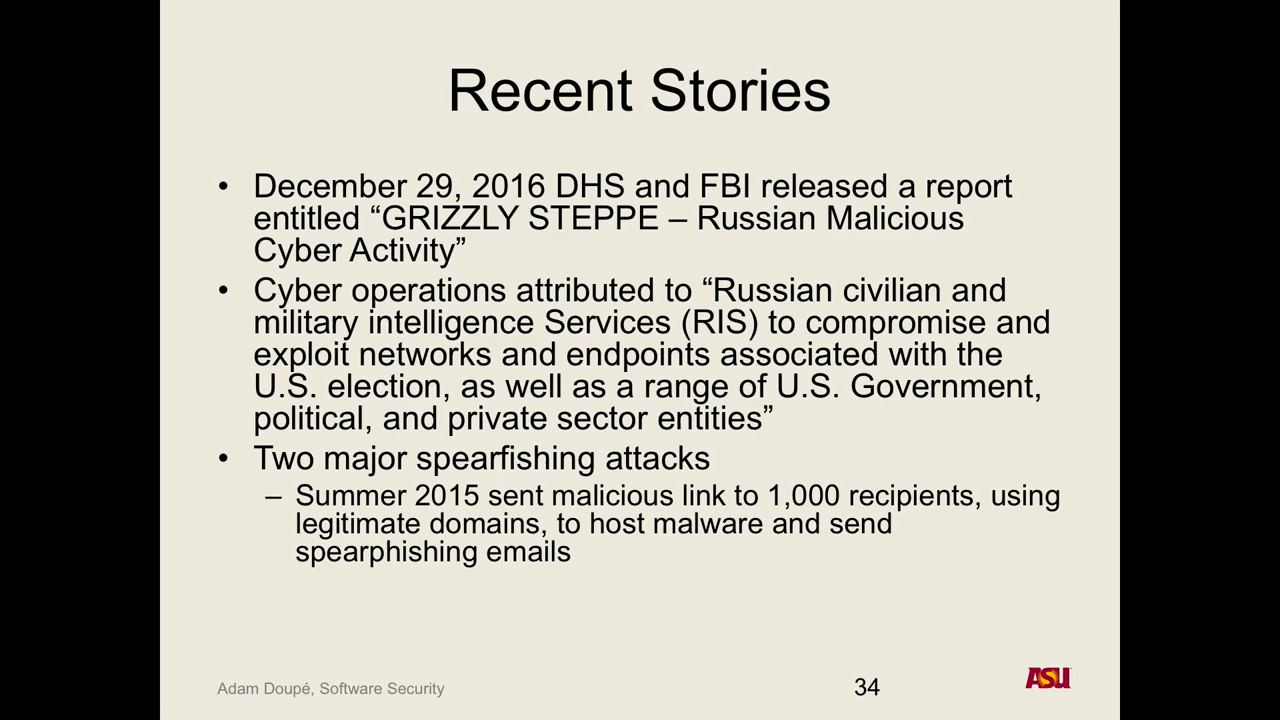 Recent Stories
• December 29, 2016 DHS and FBI released a report
entitled “GRIZZLY STEPPE – Russian Malicious
Cyber Activity”
• Cyber operations attributed to “Russian civilian and
military intelligence Services (RIS) to compromise and
exploit networks and endpoints associated with the
U.S. election, as well as a range of U.S. Government,
political, and private sector entities”
• Two major spearfishing attacks
– Summer 2015 sent malicious link to 1,000 recipients, using
legitimate domains, to host malware and send
spearphishing emails
Adam Doupé, Software Security
34
ASU